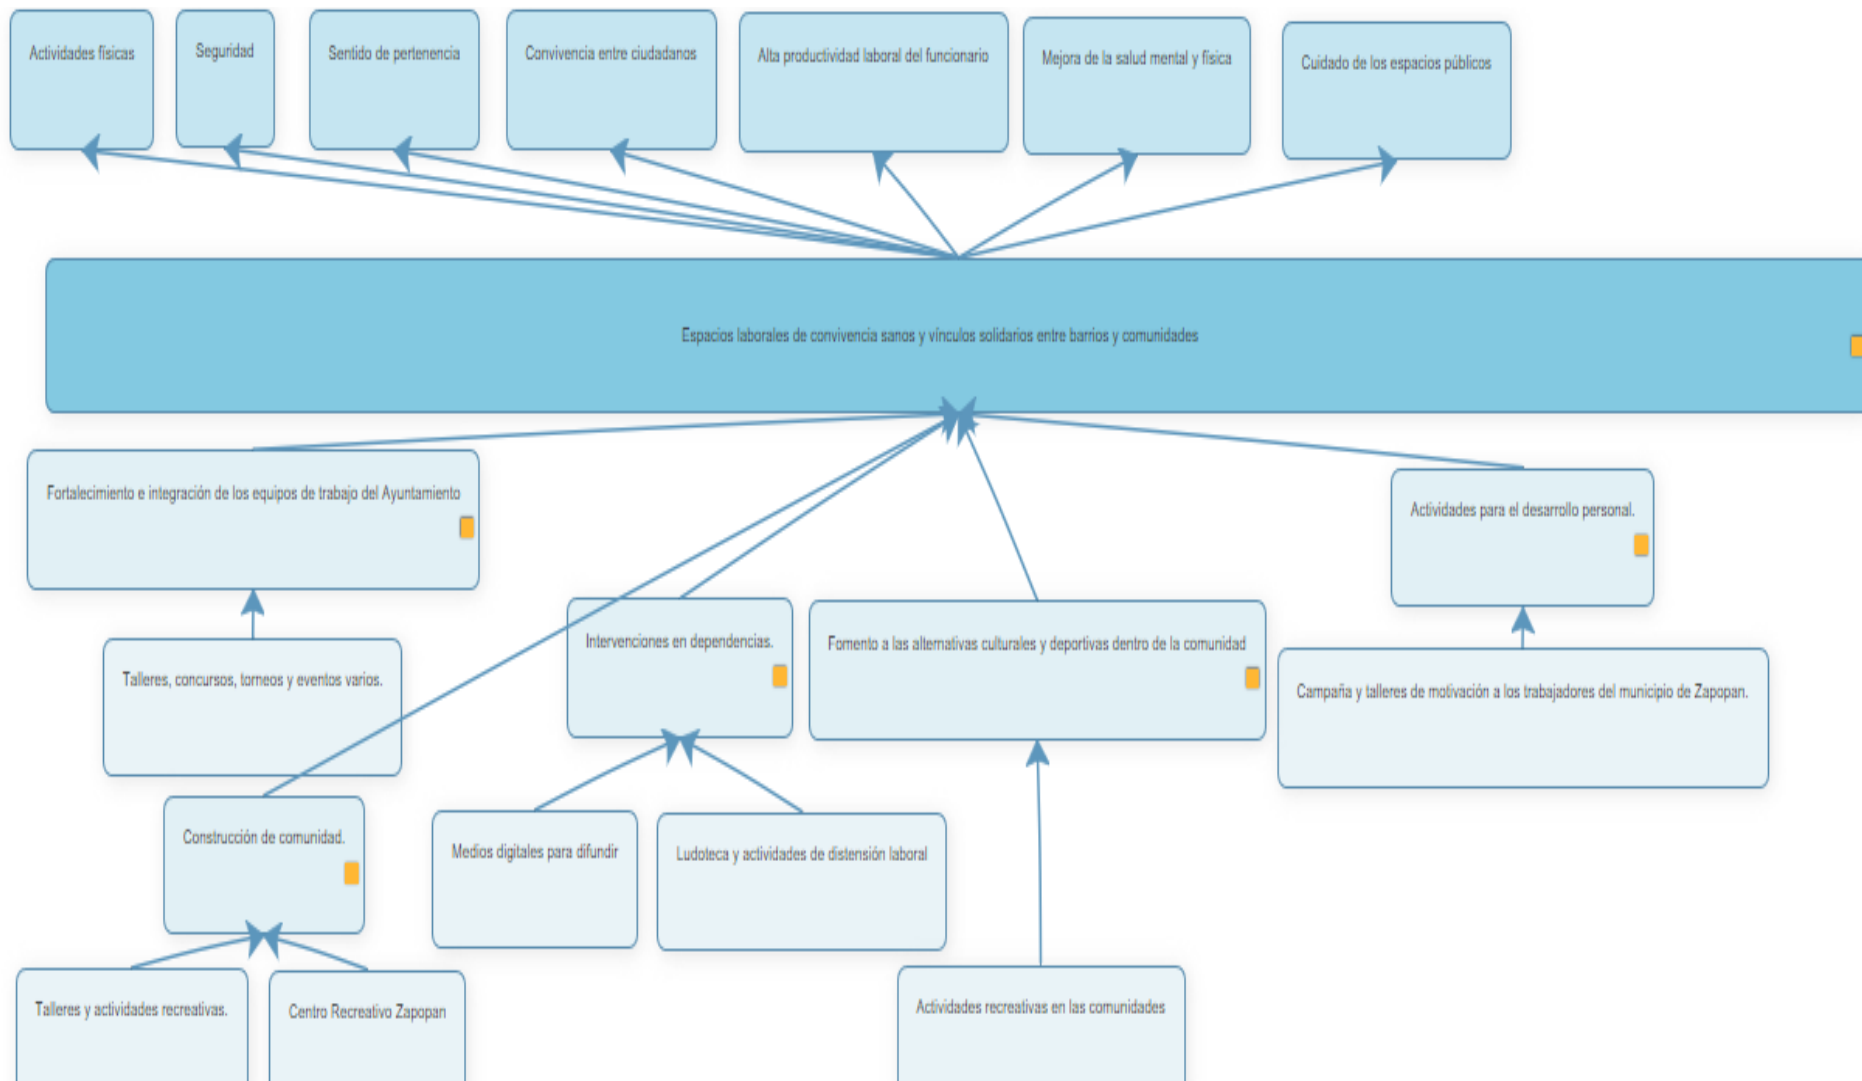 Actividades físicas
Seguridad
Sentido de pertenencia
Convivencia entre ciudadanos
Alta productividad laboral del funcionario
Mejora de la salud mental y física
Cuidado de los espacios públicos
Espacios laborales de convivencia sanos y vínculos solidarios entre barrios y comunidades
Fortalecimiento e integración de los equipos de trabajo del Ayuntamiento
Actividades para el desarrollo personal.
Intervenciones en dependencias.
Fomento a las alternativas culturales y deportivas dentro de la comunidad
Talleres, concursos, torneos y eventos varios.
Campaña y talleres de motivación a los trabajadores del municipio de Zapopan.
Construcción de comunidad.
Medios digitales para difundir
Ludoteca y actividades de distensión laboral
Talleres y actividades recreativas.
Centro Recreativo Zapopan
Actividades recreativas en las comunidades